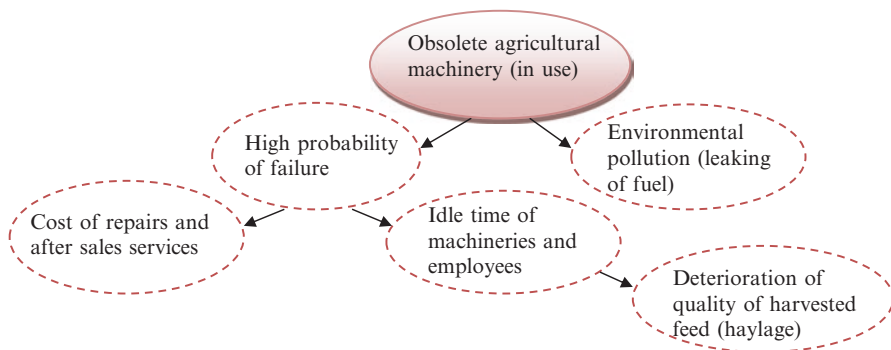 Obsolete agricultural
machinery (in use)
High probability
of failure
Environmental
pollution (leaking
of fuel)
Cost of repairs and
after sales services
Idle time of
machineries and
employees
Deterioration of
quality of harvested
feed (haylage)